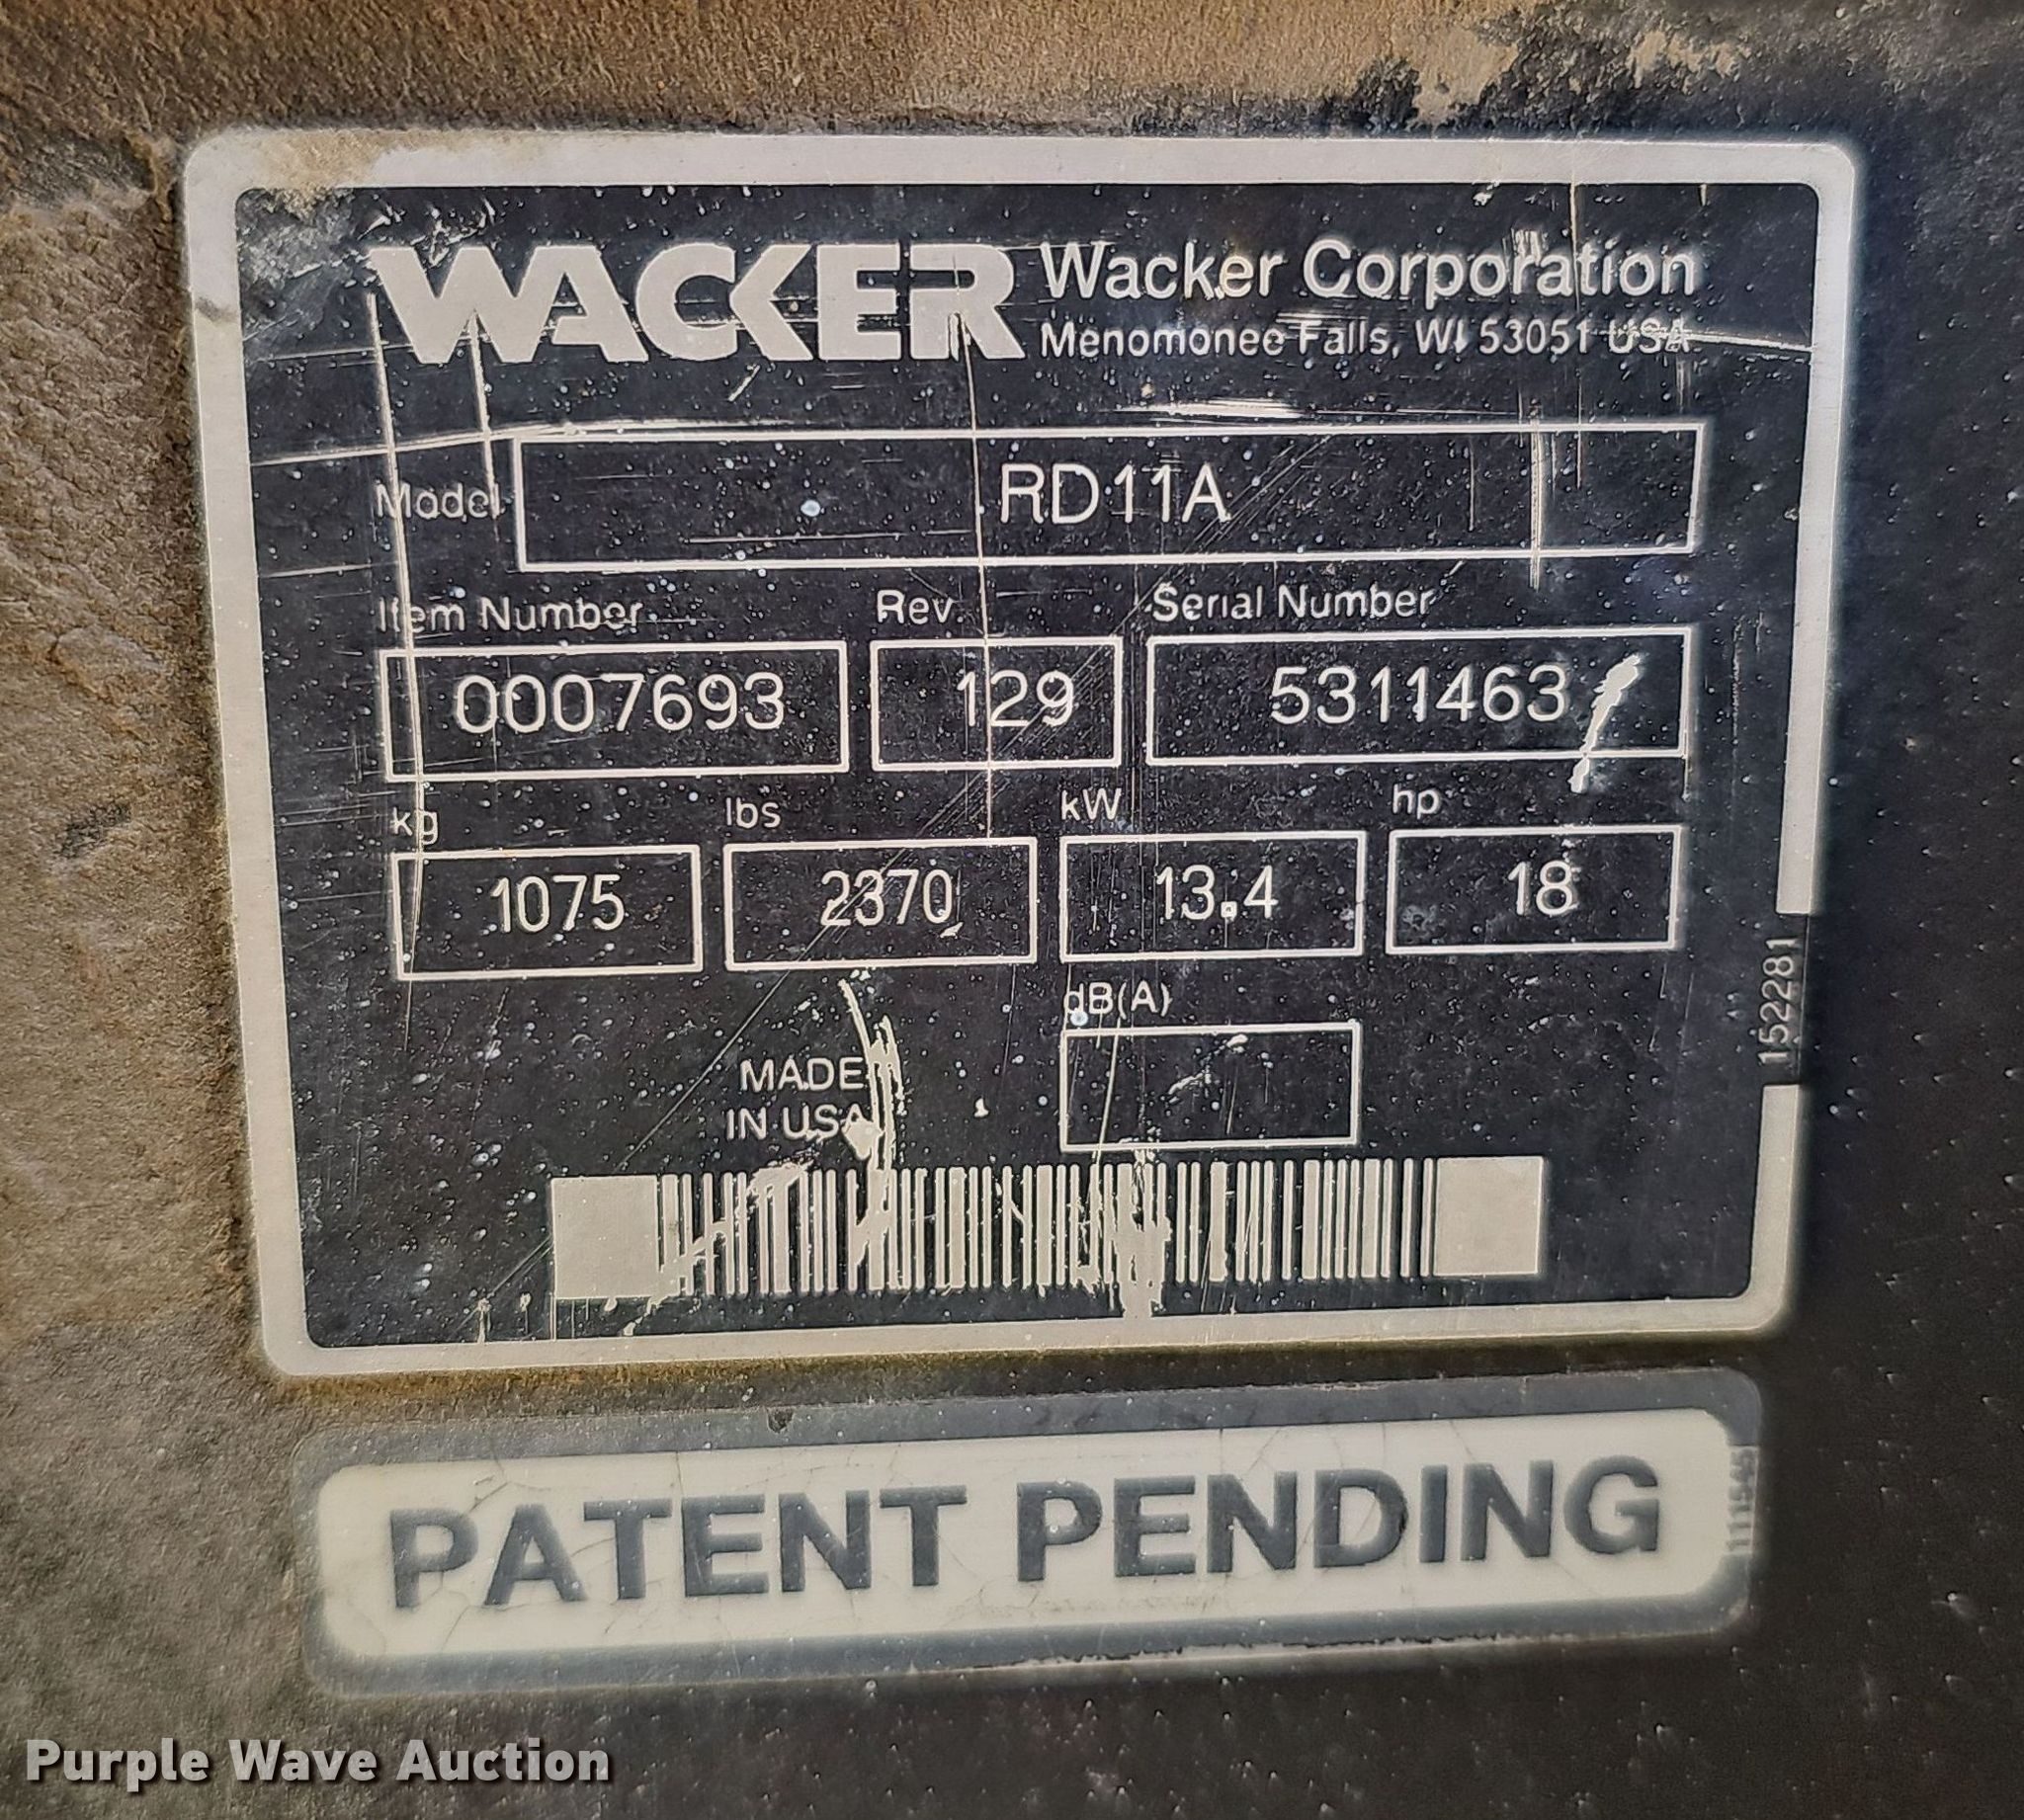 WACKER Wacker Corporation
Menomonee Falls, WI 53051 USA
Model RD11A
Item Number Rev. Serial Number
0007693 129 5311463
kg lbs kW hp
1075 2370 13.4 18
dB(A)
MADE
IN USA
152281
PATENT PENDING
111545
Purple Wave Auction